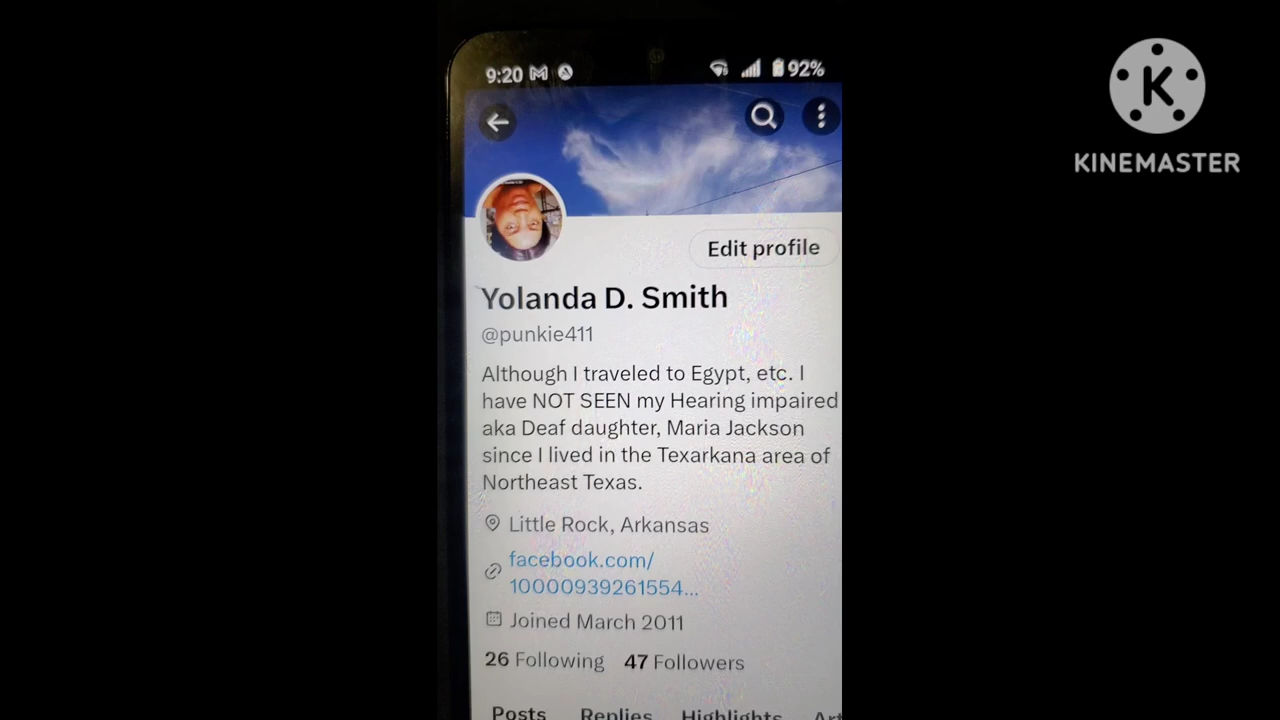 9:20
92%
K
KINEMASTER
Edit profile
Yolanda D. Smith
@punkie411
Although I traveled to Egypt, etc. I
have NOT SEEN my Hearing impaired
aka Deaf daughter, Maria Jackson
since I lived in the Texarkana area of
Northeast Texas.
Little Rock, Arkansas
facebook.com/
10000939261554...
Joined March 2011
26 Following 47 Followers
Posts Replies Highlights